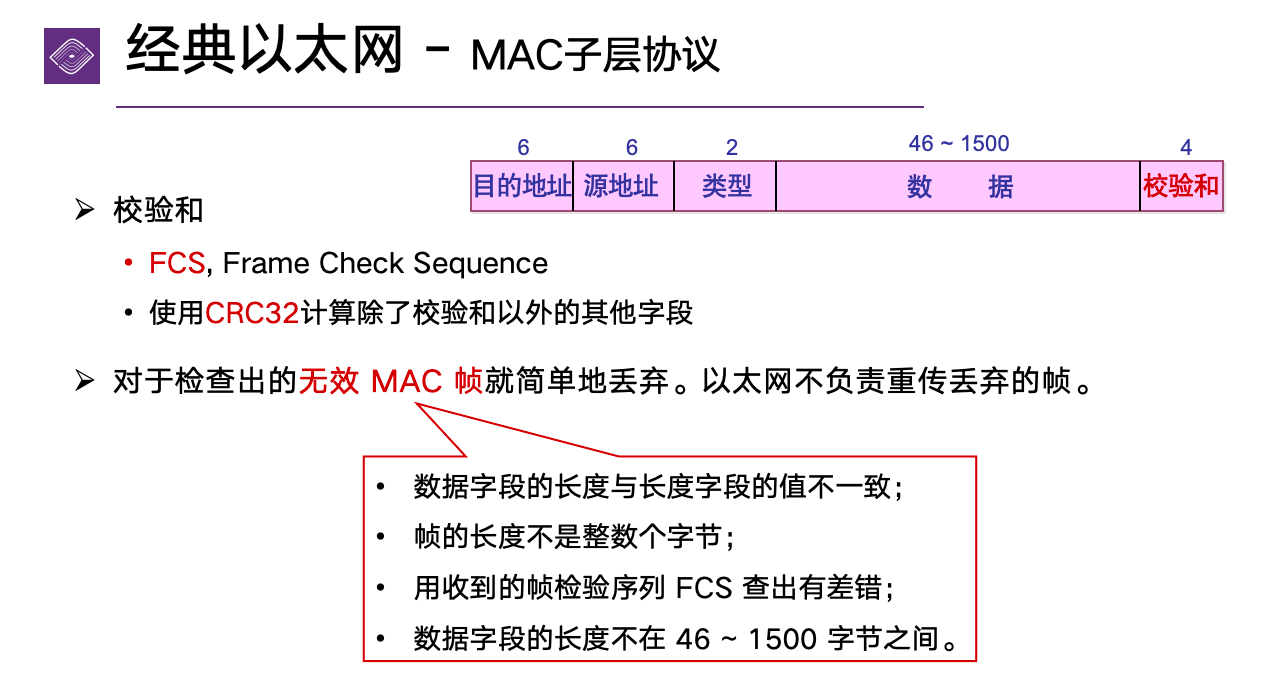 经典以太网 - MAC子层协议
6 6 2 46 ~ 1500 4
目的地址 源地址 类型 数 据 校验和
➢ 校验和
• FCS, Frame Check Sequence
• 使用CRC32计算除了校验和以外的其他字段
➢ 对于检查出的无效 MAC 帧就简单地丢弃。以太网不负责重传丢弃的帧。
• 数据字段的长度与长度字段的值不一致；
• 帧的长度不是整数个字节；
• 用收到的帧检验序列 FCS 查出有差错；
• 数据字段的长度不在 46 ~ 1500 字节之间。